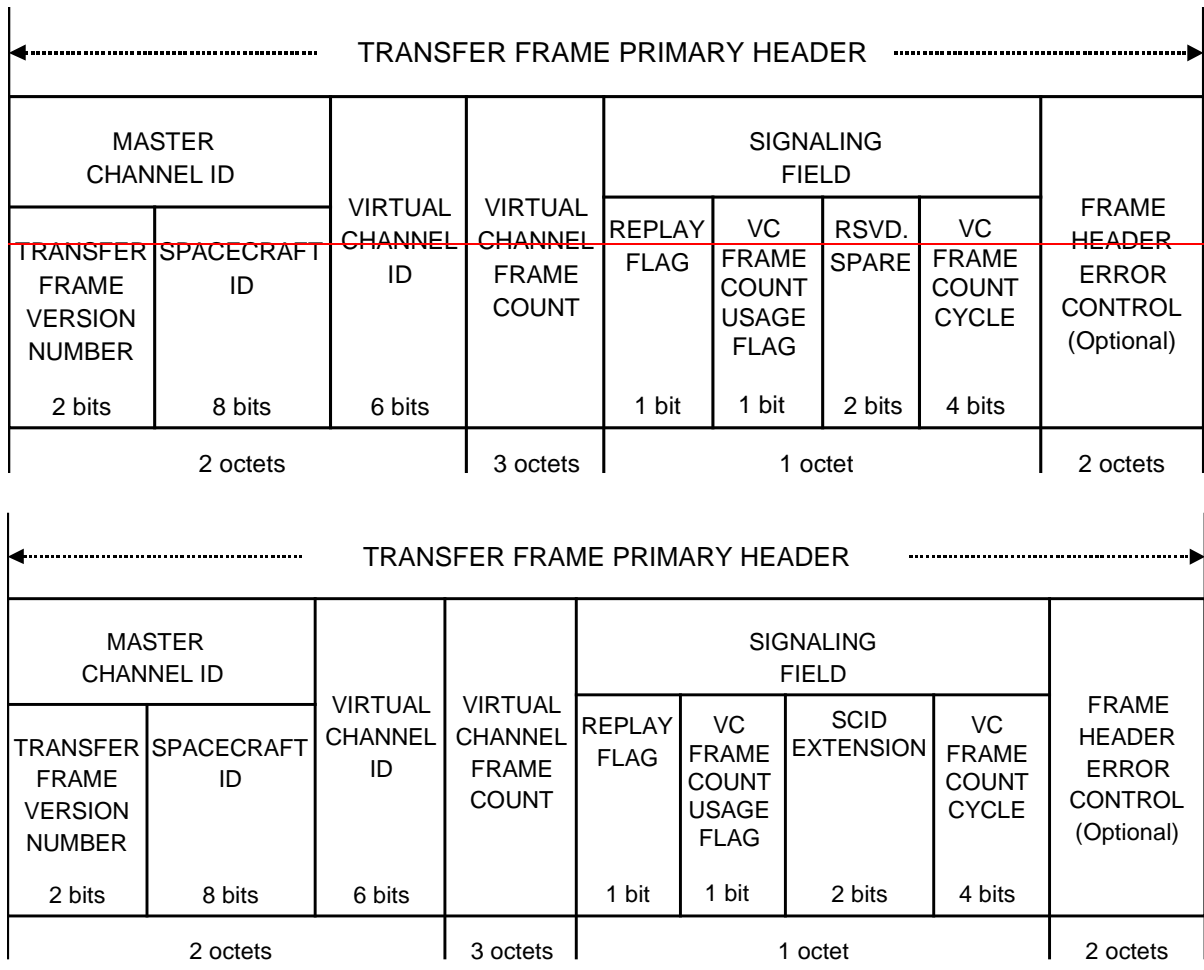 TRANSFER FRAME PRIMARY HEADER
MASTER
CHANNEL ID
TRANSFER
FRAME
VERSION
NUMBER
2 bits
SPACECRAFT
ID
8 bits
VIRTUAL
CHANNEL
ID
6 bits
VIRTUAL
CHANNEL
FRAME
COUNT
SIGNALING
FIELD
REPLAY
FLAG
1 bit
VC
FRAME
COUNT
USAGE
FLAG
1 bit
RSVD.
SPARE
2 bits
VC
FRAME
COUNT
CYCLE
4 bits
FRAME
HEADER
ERROR
CONTROL
(Optional)
2 octets
3 octets
1 octet
2 octets
TRANSFER FRAME PRIMARY HEADER
MASTER
CHANNEL ID
TRANSFER
FRAME
VERSION
NUMBER
2 bits
SPACECRAFT
ID
8 bits
VIRTUAL
CHANNEL
ID
6 bits
VIRTUAL
CHANNEL
FRAME
COUNT
SIGNALING
FIELD
REPLAY
FLAG
1 bit
VC
FRAME
COUNT
USAGE
FLAG
1 bit
SCID
EXTENSION
2 bits
VC
FRAME
COUNT
CYCLE
4 bits
FRAME
HEADER
ERROR
CONTROL
(Optional)
2 octets
3 octets
1 octet
2 octets